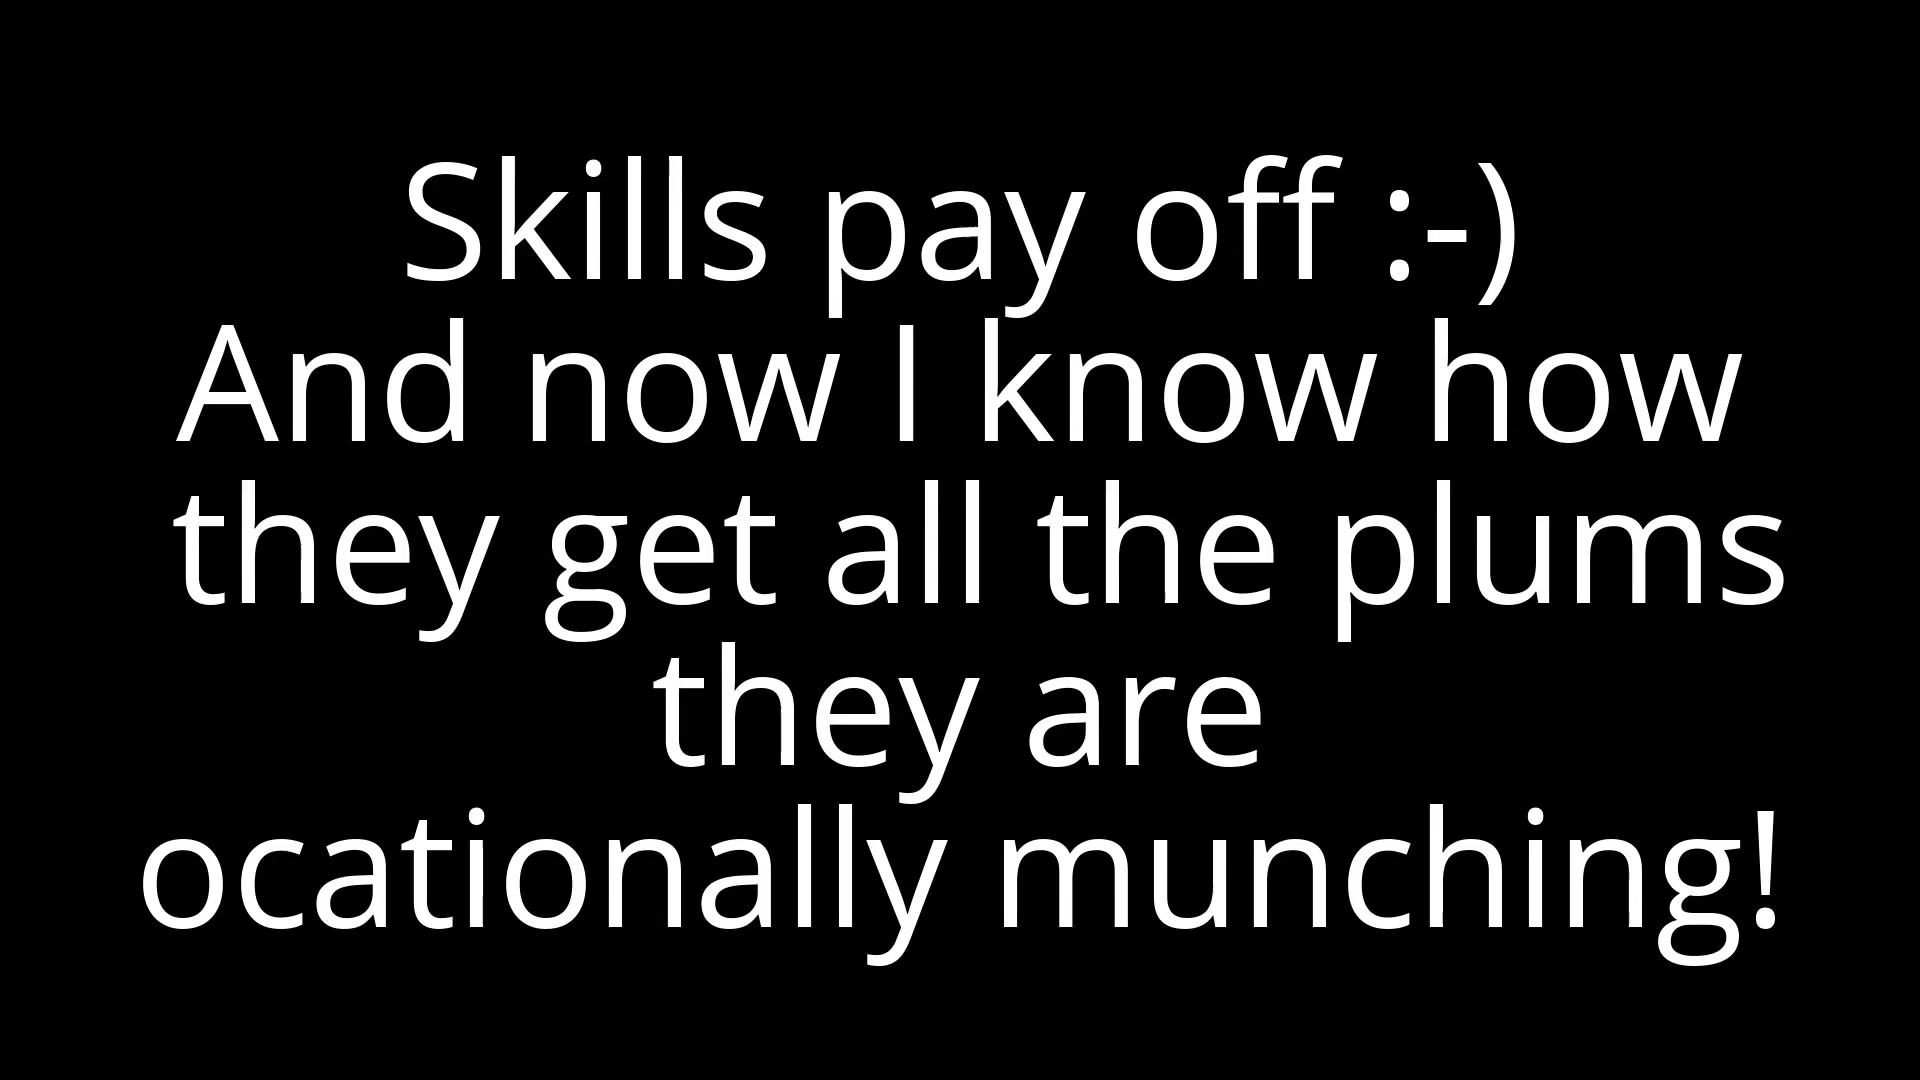 Skills pay off :-)
And now I know how
they get all the plums
they are
ocationally munching!